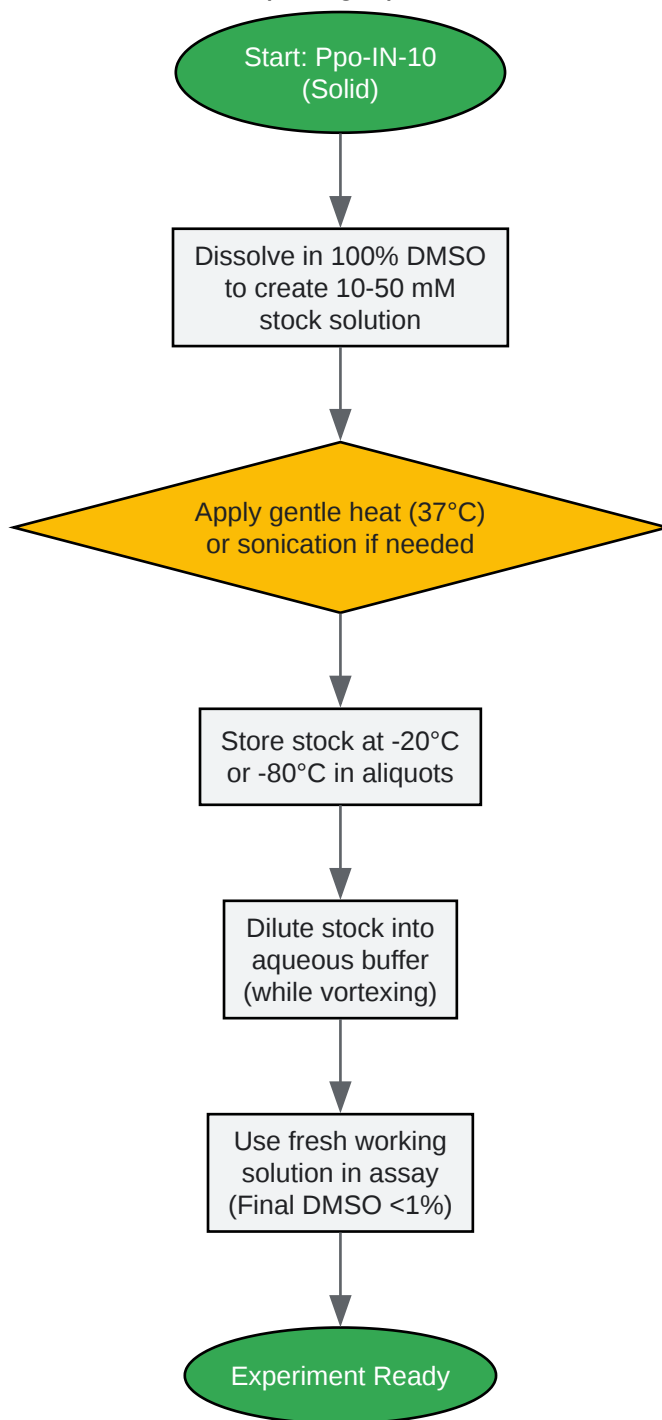 Start: Ppo-IN-10
(Solid)
Dissolve in 100% DMSO
to create 10-50 mM
stock solution
Apply gentle heat (37°C)
or sonication if needed
Store stock at -20°C
or -80°C in aliquots
Dilute stock into
aqueous buffer
(while vortexing)
Use fresh working
solution in assay
(Final DMSO <1%)
Experiment Ready